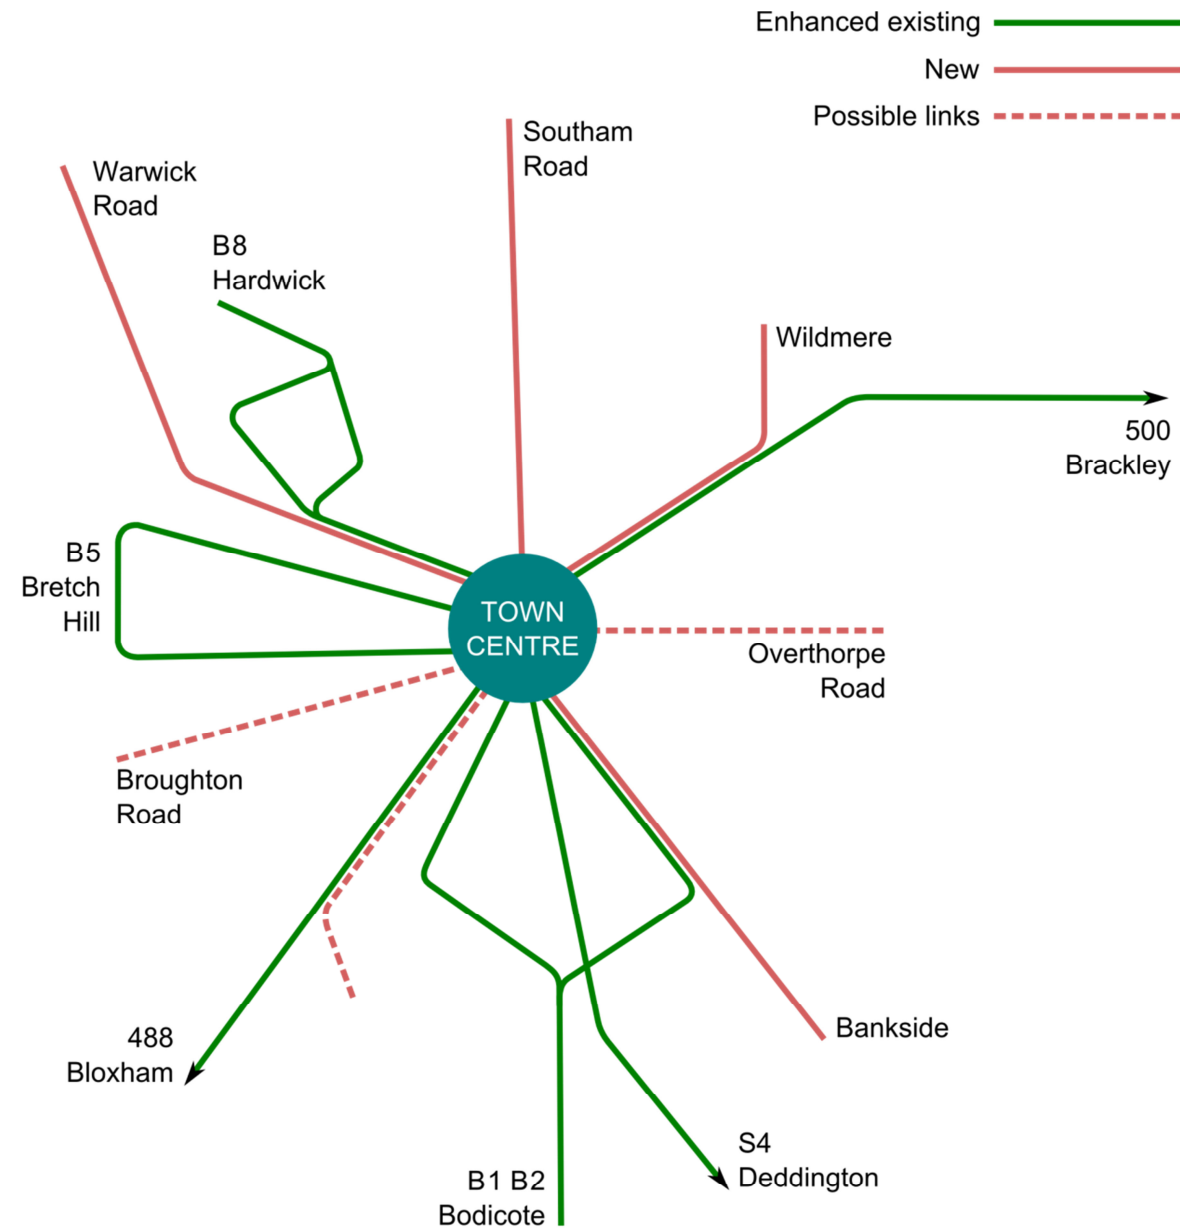 Enhanced existing
New
Possible links
Southam
Road
Warwick
Road
B8
Hardwick
Wildmere
500
Brackley
B5
Bretch
Hill
TOWN
CENTRE
Overthorpe
Road
Broughton
Road
Bankside
488
Bloxham
S4
Deddington
B1 B2
Bodicote